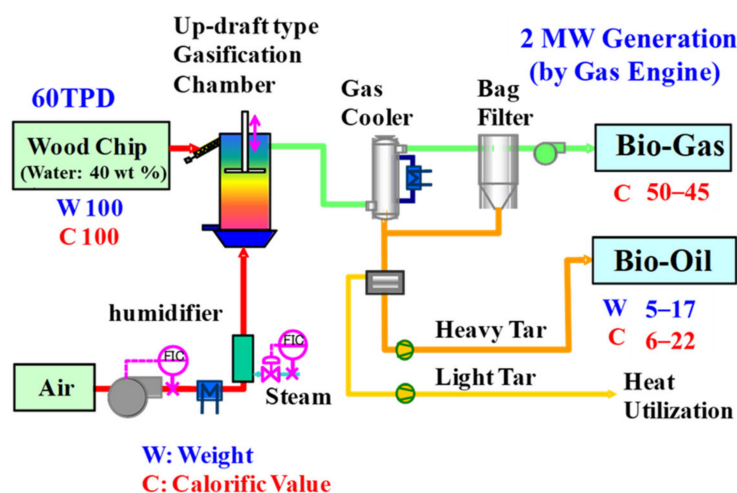 Up-draft type
Gasification
Chamber
2 MW Generation
(by Gas Engine)
60TPD
Gas
Cooler
Bag
Filter
Wood Chip
(Water: 40 wt %)
Bio-Gas
W 100
C 100
C 50–45
Bio-Oil
humidifier
W 5–17
C 6–22
Heavy Tar
FIC
FIC
Air
Steam
Light Tar
Heat
Utilization
W: Weight
C: Calorific Value